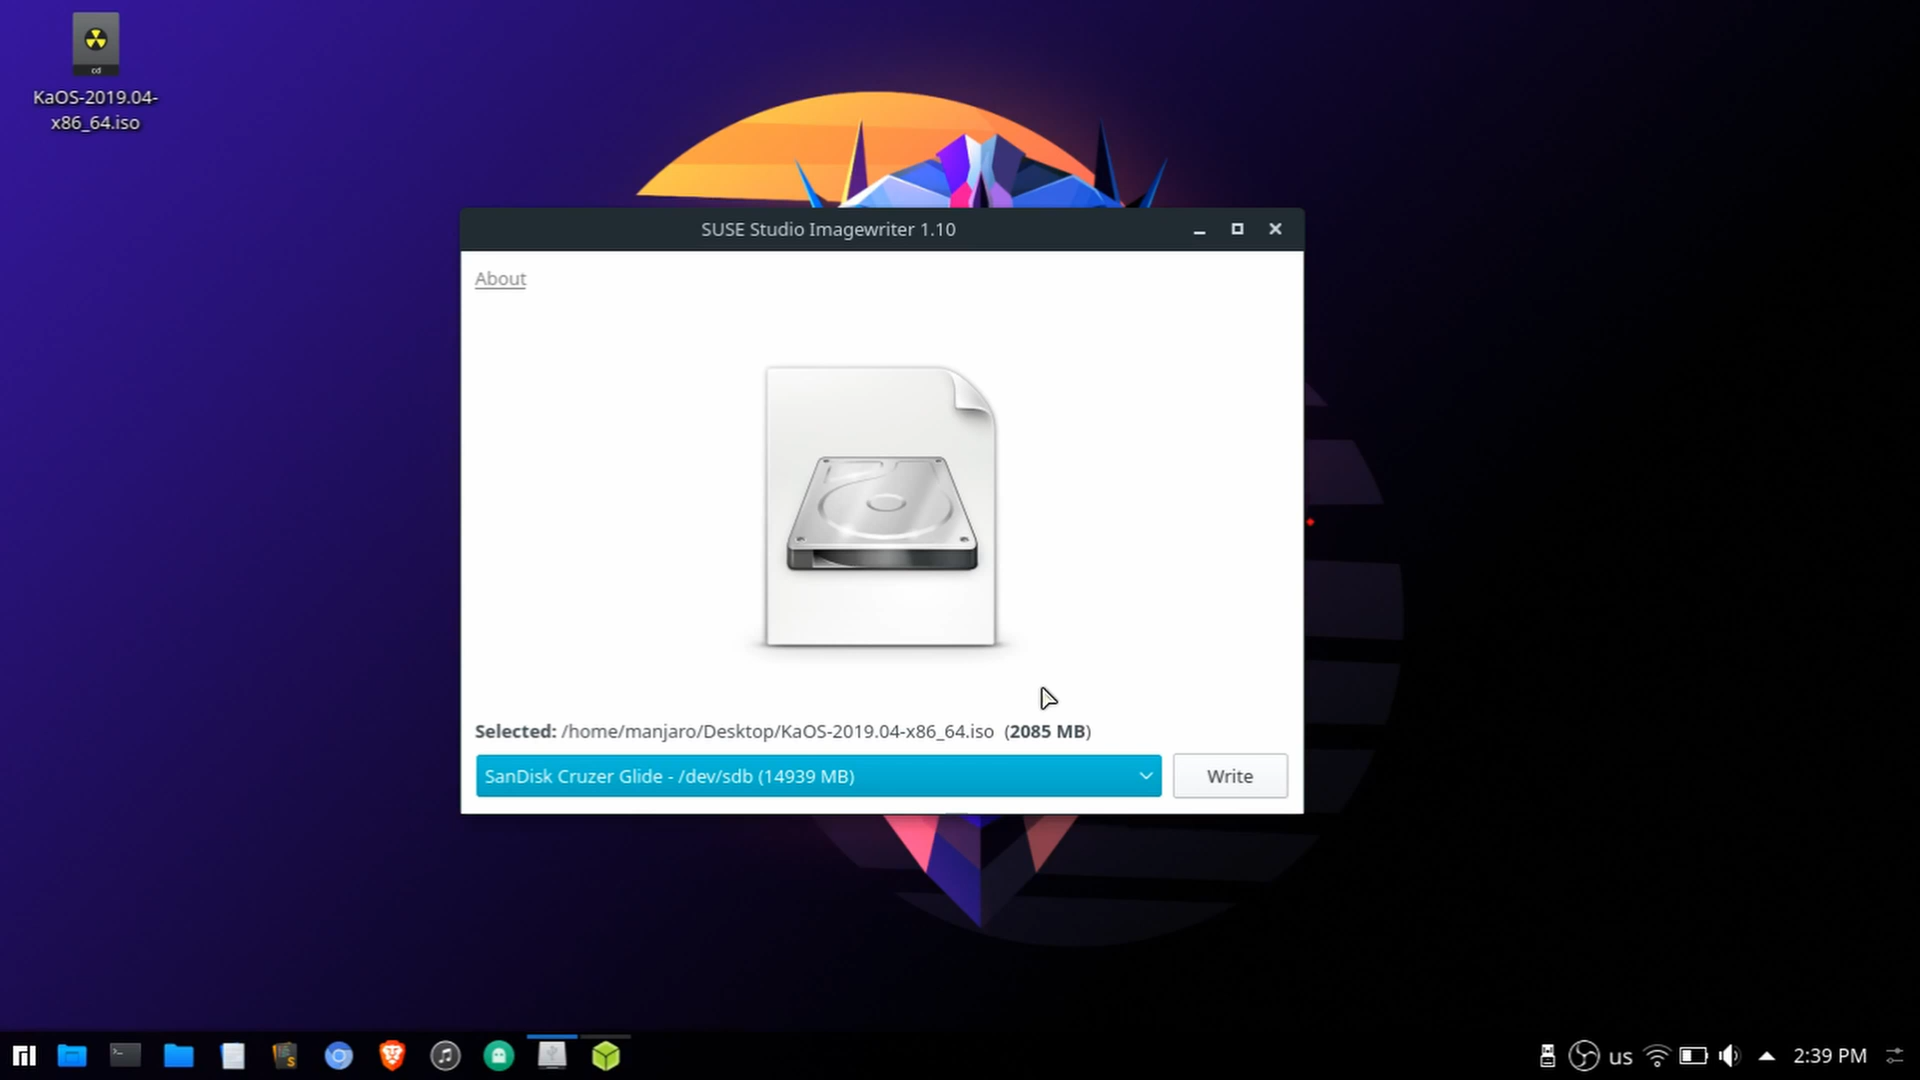 cd
KaOS-2019.04-
x86_64.iso
SUSE Studio Imagewriter 1.10
About
Selected: /home/manjaro/Desktop/KaOS-2019.04-x86_64.iso (2085 MB)
SanDisk Cruzer Glide - /dev/sdb (14939 MB)
Write
us
2:39 PM